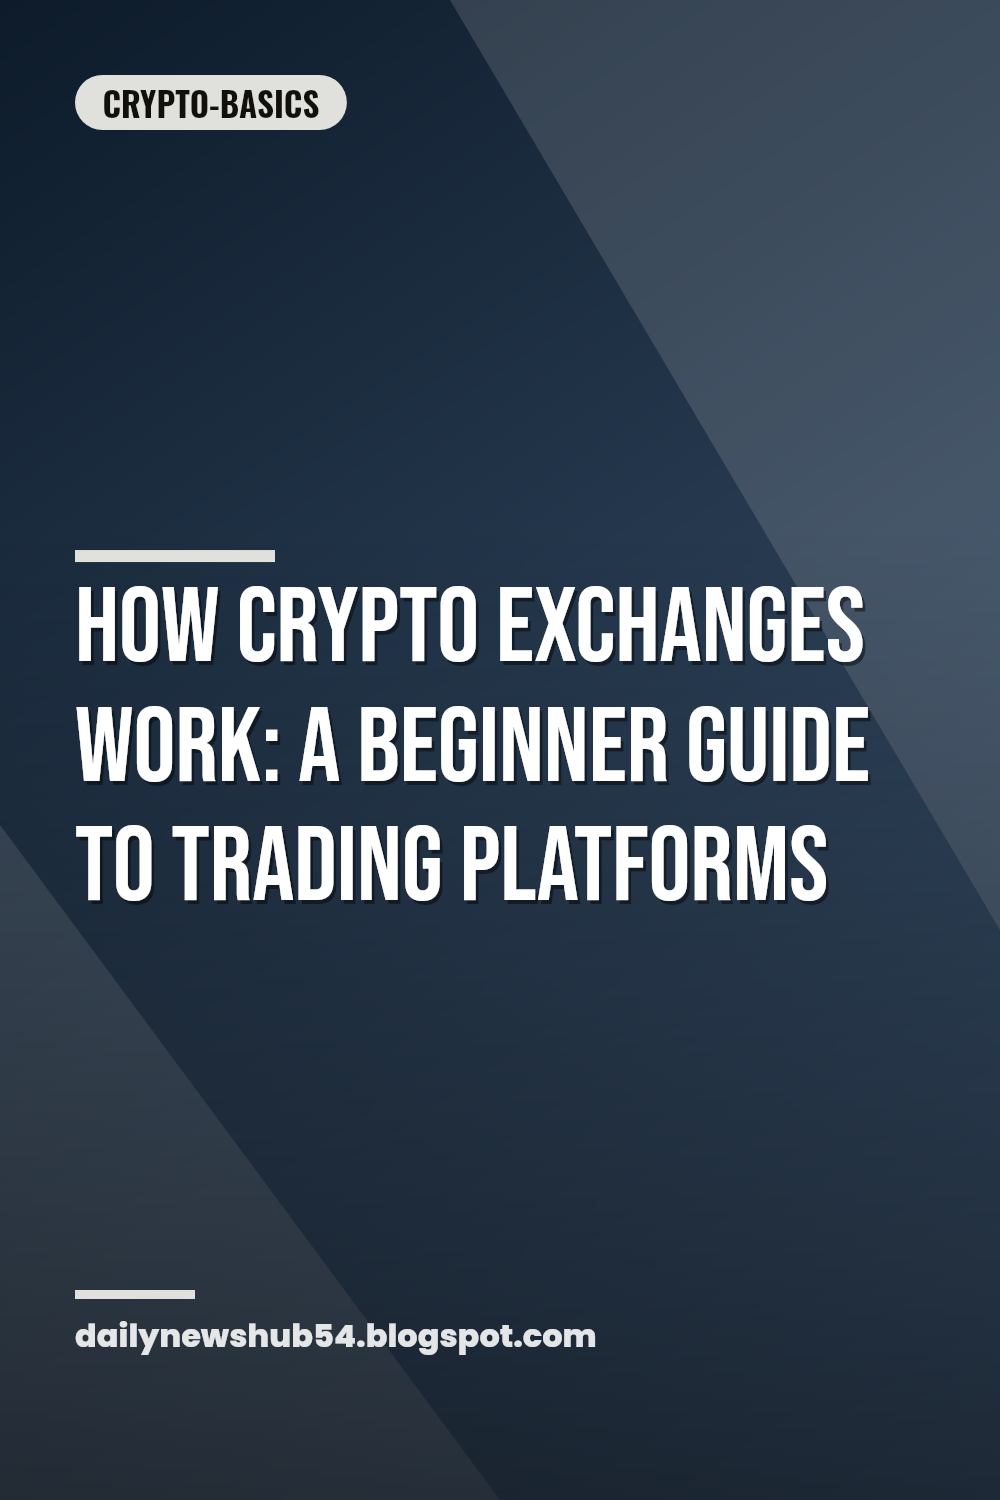 CRYPTO-BASICS
HOW CRYPTO EXCHANGES
WORK: A BEGINNER GUIDE
TO TRADING PLATFORMS
dailynewshub54.blogspot.com